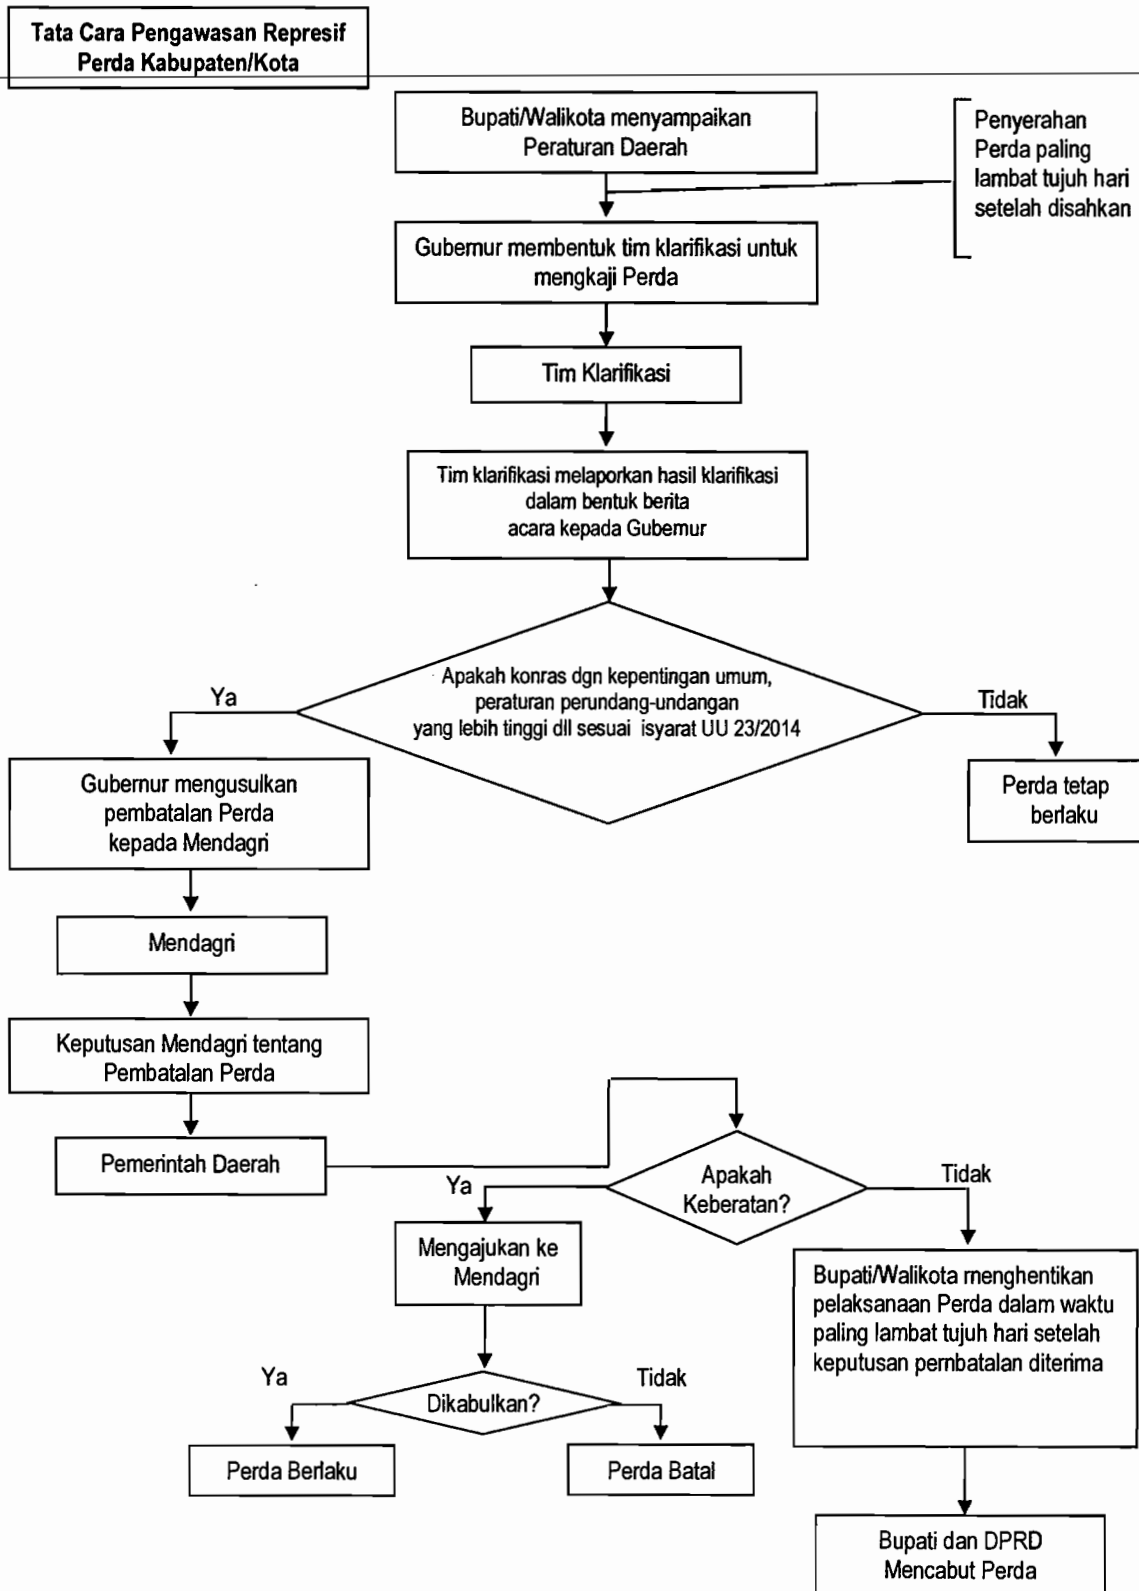 Tata Cara Pengawasan Represif
Perda Kabupaten/Kota
Bupati/Walikota menyampaikan
Peraturan Daerah
Penyerahan
Perda paling
lambat tujuh hari
setelah disahkan
Gubernur membentuk tim klarifikasi untuk
mengkaji Perda
Tim Klarifikasi
Tim klarifikasi melaporkan hasil klarifikasi
dalam bentuk berita
acara kepada Gubernur
Apakah konras dgn kepentingan umum,
peraturan perundang-undangan
yang lebih tinggi dll sesuai isyarat UU 23/2014
Ya
Tidak
Gubernur mengusulkan
pembatalan Perda
kepada Mendagri
Perda tetap
berlaku
Mendagri
Keputusan Mendagri tentang
Pembatalan Perda
Pemerintah Daerah
Apakah
Keberatan?
Ya
Tidak
Mengajukan ke
Mendagri
Bupati/Walikota menghentikan
pelaksanaan Perda dalam waktu
paling lambat tujuh hari setelah
keputusan pembatalan diterima
Dikabulkan?
Ya
Tidak
Perda Berlaku
Perda Batal
Bupati dan DPRD
Mencabut Perda